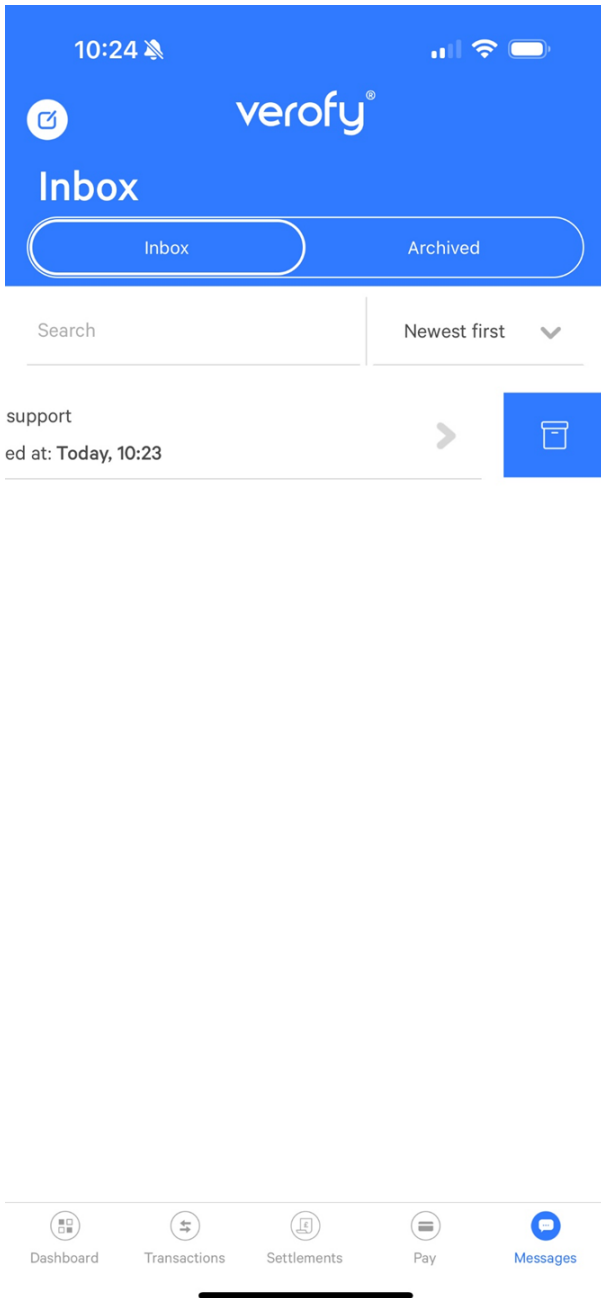 10:24
verofy®
Inbox
Inbox Archived
Search Newest first
support
ed at: Today, 10:23
Dashboard Transactions Settlements Pay Messages